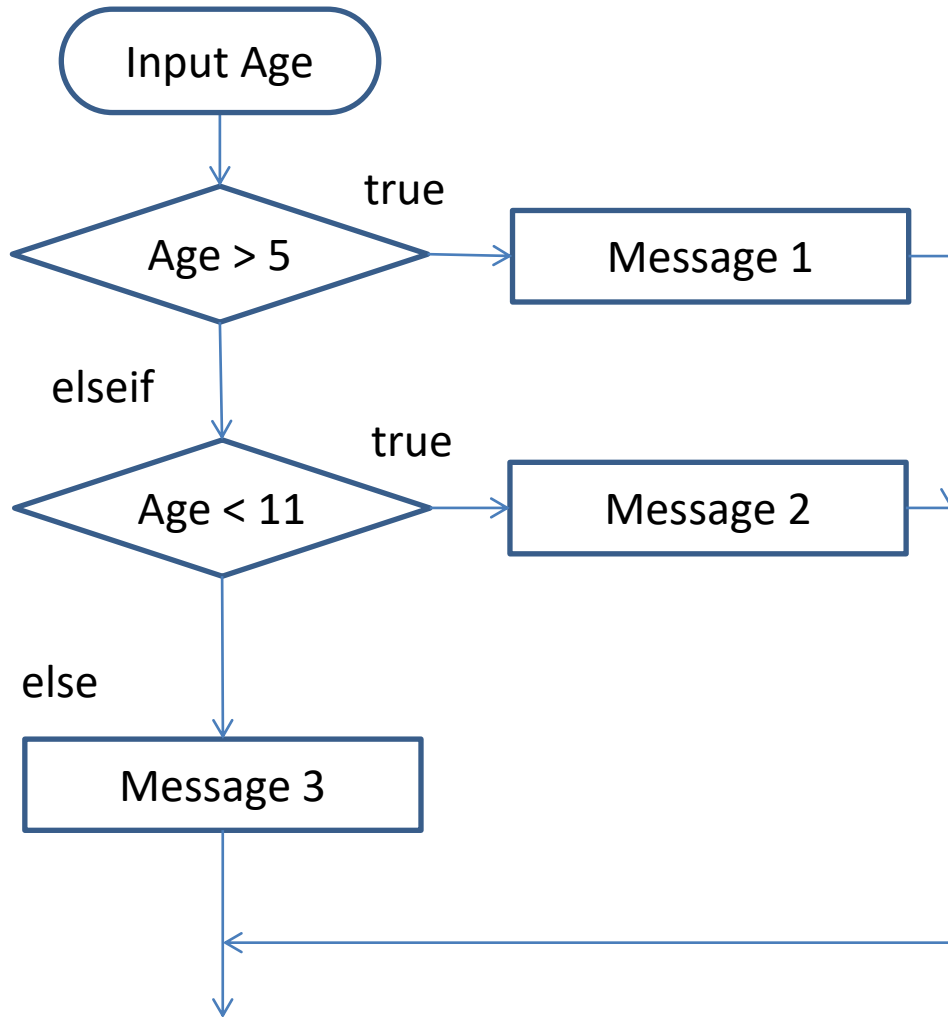 Input Age
true
Age > 5
Message 1
elseif
true
Age < 11
Message 2
else
Message 3